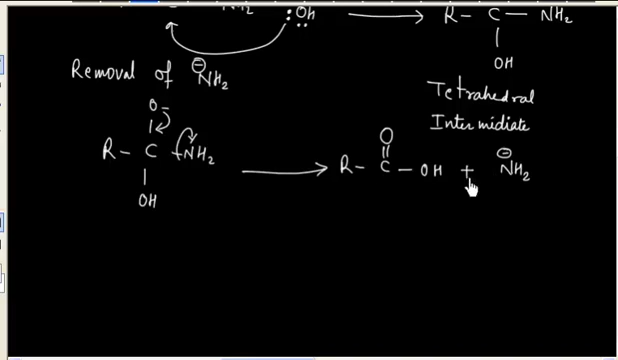 :Oh
R- C - NH2
OH
Removal of ⊖NH2
Tetrahedral
Intermidiate
O-
R- C - NH2
OH
O
R- C - OH + ⊖NH2